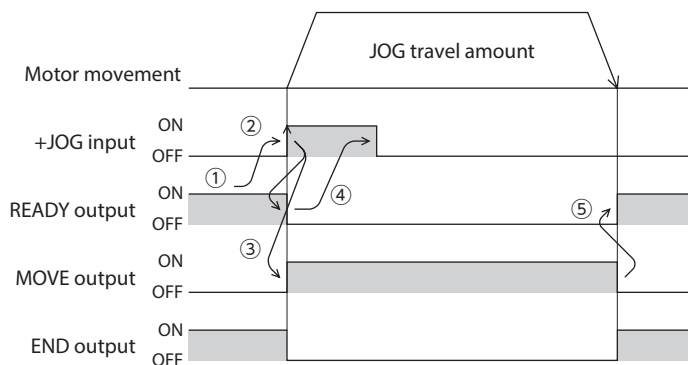 JOG travel amount
Motor movement
ON
+JOG input
OFF
②
①
④
ON
READY output
OFF
⑤
③
ON
MOVE output
OFF
ON
END output
OFF